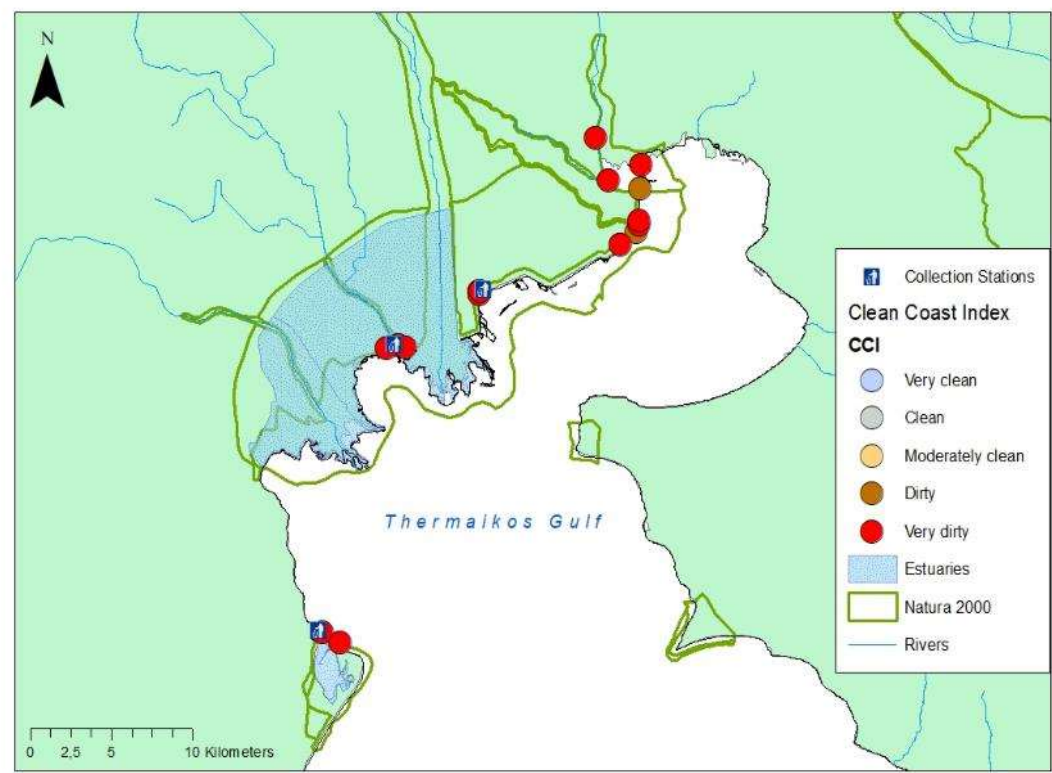 N
Collection Stations
Clean Coast Index
CCI
Very clean
Clean
Moderately clean
Dirty
Very dirty
Estuaries
Natura 2000
Rivers
Thermaikos Gulf
0 2,5 5 10 Kilometers